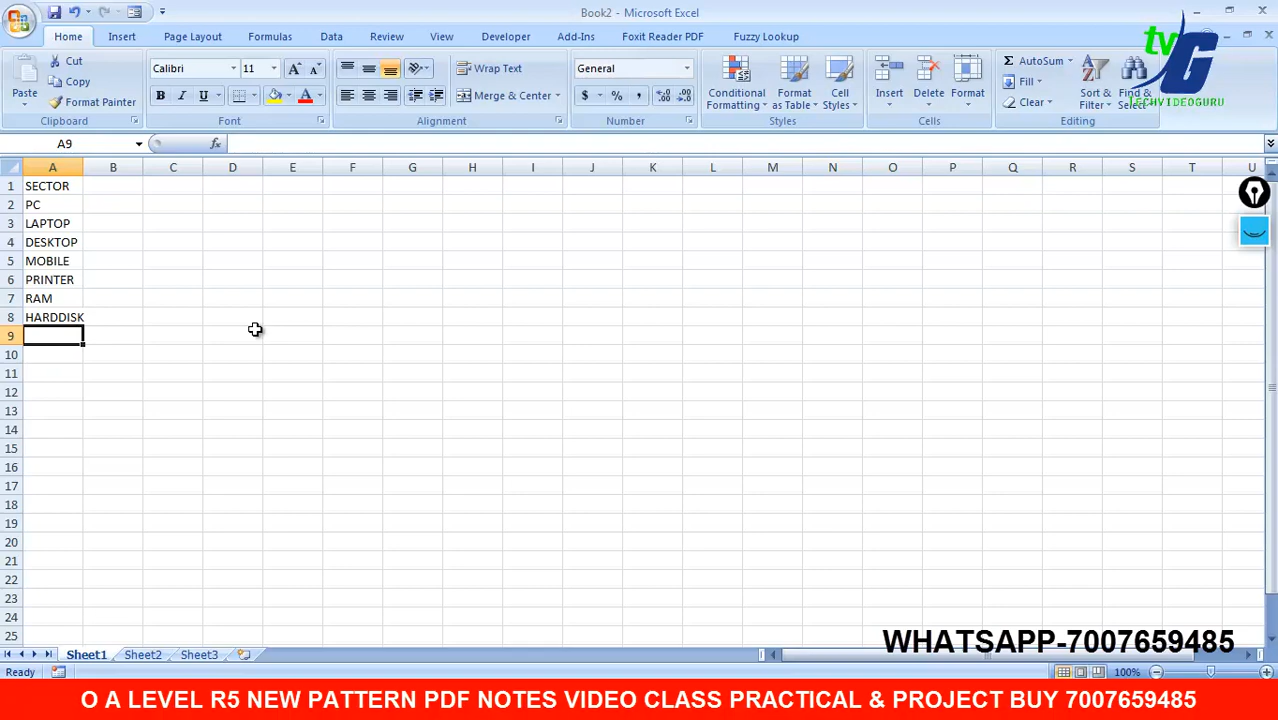 Book2 - Microsoft Excel
Home Insert Page Layout Formulas Data Review View Developer Add-Ins Foxit Reader PDF Fuzzy Lookup
tv G
TECHVIDEOGURU
Paste
Cut
Copy
Format Painter
Clipboard
Calibri 11
B I U A
Font
Wrap Text
Merge & Center
Alignment
General
$ % ,
Number
Conditional Formatting
Format as Table
Cell Styles
Styles
Insert
Delete
Format
Cells
Σ AutoSum
Fill
Clear
Sort & Filter
Find & Select
Editing
A9 fx
A B C D E F G H I J K L M N O P Q R S T U
1 SECTOR
2 PC
3 LAPTOP
4 DESKTOP
5 MOBILE
6 PRINTER
7 RAM
8 HARDDISK
9
10
11
12
13
14
15
16
17
18
19
20
21
22
23
24
25
WHATSAPP-7007659485
Sheet1 Sheet2 Sheet3
Ready 100%
O A LEVEL R5 NEW PATTERN PDF NOTES VIDEO CLASS PRACTICAL & PROJECT BUY 7007659485